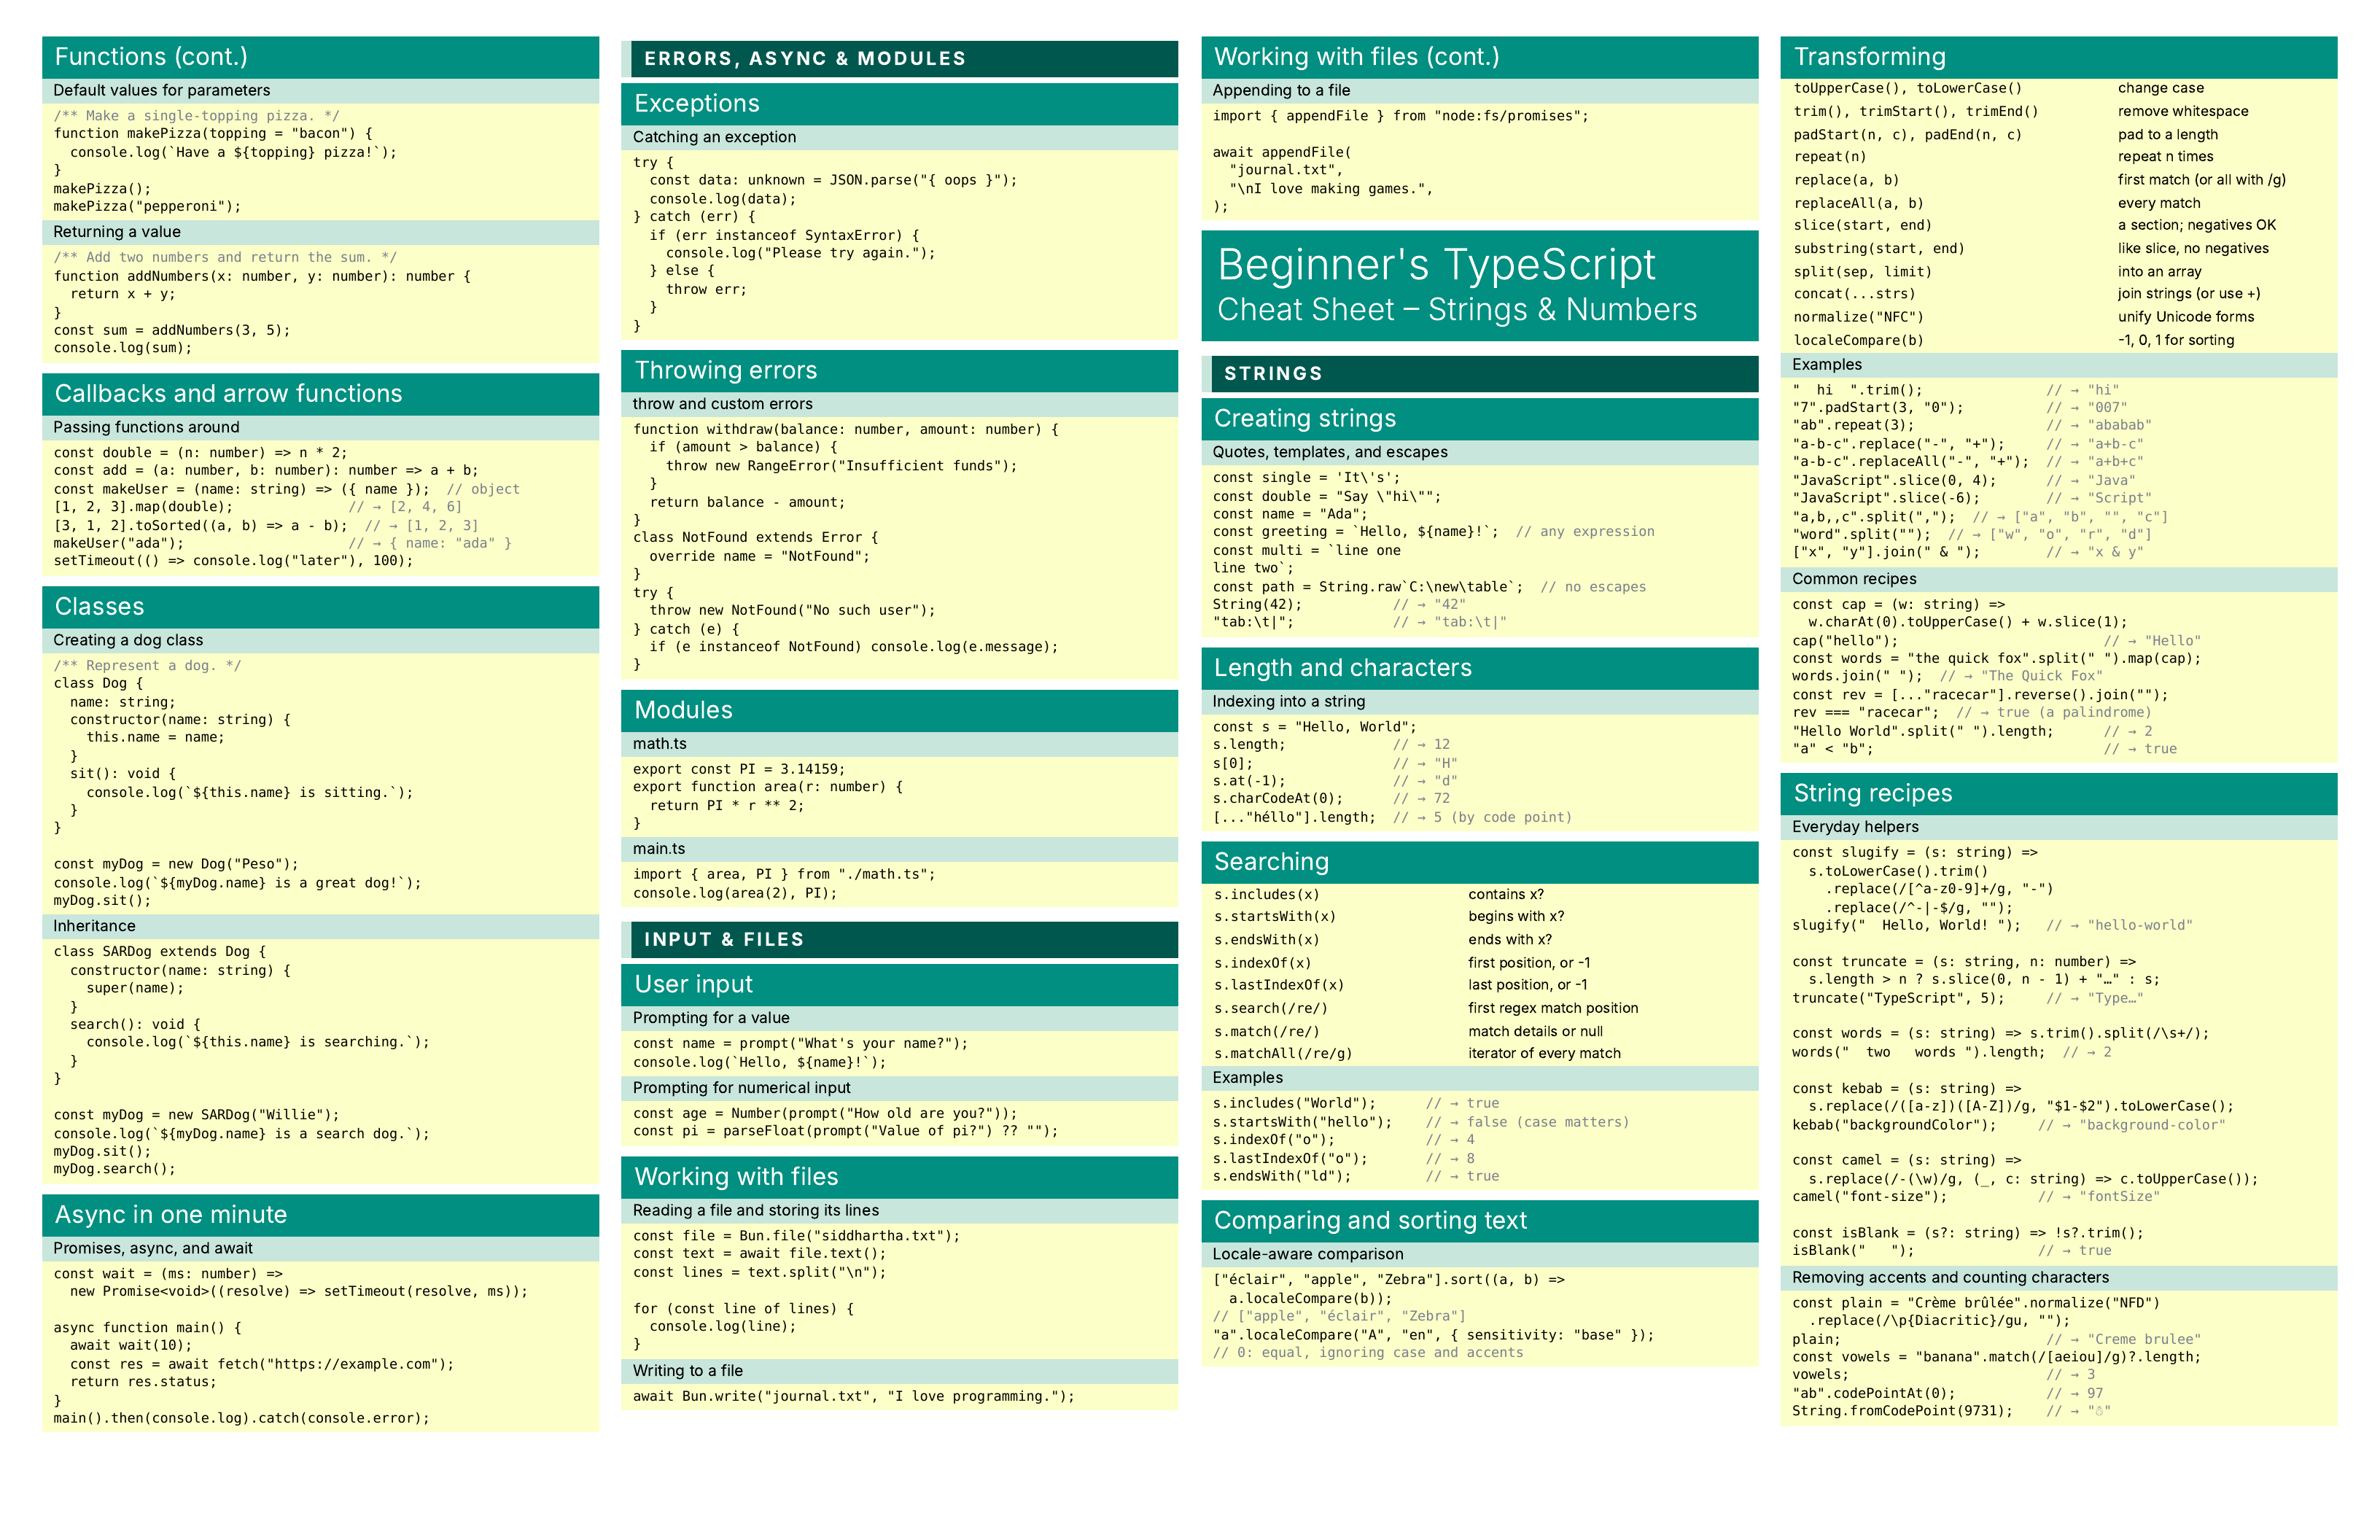 Functions (cont.)
Default values for parameters
/** Make a single-topping pizza. */
function makePizza(topping = "bacon") {
  console.log(`Have a ${topping} pizza!`);
}
makePizza();
makePizza("pepperoni");
Returning a value
/** Add two numbers and return the sum. */
function addNumbers(x: number, y: number): number {
  return x + y;
}
const sum = addNumbers(3, 5);
console.log(sum);
Callbacks and arrow functions
Passing functions around
const double = (n: number) => n * 2;
const add = (a: number, b: number): number => a + b;
const makeUser = (name: string) => ({ name });  // object
[1, 2, 3].map(double);              // → [2, 4, 6]
[3, 1, 2].toSorted((a, b) => a - b);  // → [1, 2, 3]
makeUser("ada");                    // → { name: "ada" }
setTimeout(() => console.log("later"), 100);
Classes
Creating a dog class
/** Represent a dog. */
class Dog {
  name: string;
  constructor(name: string) {
    this.name = name;
  }
  sit(): void {
    console.log(`${this.name} is sitting.`);
  }
}
const myDog = new Dog("Peso");
console.log(`${myDog.name} is a great dog!`);
myDog.sit();
Inheritance
class SARDog extends Dog {
  constructor(name: string) {
    super(name);
  }
  search(): void {
    console.log(`${this.name} is searching.`);
  }
}
const myDog = new SARDog("Willie");
console.log(`${myDog.name} is a search dog.`);
myDog.sit();
myDog.search();
Async in one minute
Promises, async, and await
const wait = (ms: number) =>
  new Promise<void>((resolve) => setTimeout(resolve, ms));
async function main() {
  await wait(10);
  const res = await fetch("https://example.com");
  return res.status;
}
main().then(console.log).catch(console.error);
ERRORS, ASYNC & MODULES
Exceptions
Catching an exception
try {
  const data: unknown = JSON.parse("{ oops }");
  console.log(data);
} catch (err) {
  if (err instanceof SyntaxError) {
    console.log("Please try again.");
  } else {
    throw err;
  }
}
Throwing errors
throw and custom errors
function withdraw(balance: number, amount: number) {
  if (amount > balance) {
    throw new RangeError("Insufficient funds");
  }
  return balance - amount;
}
class NotFound extends Error {
  override name = "NotFound";
}
try {
  throw new NotFound("No such user");
} catch (e) {
  if (e instanceof NotFound) console.log(e.message);
}
Modules
math.ts
export const PI = 3.14159;
export function area(r: number) {
  return PI * r ** 2;
}
main.ts
import { area, PI } from "./math.ts";
console.log(area(2), PI);
INPUT & FILES
User input
Prompting for a value
const name = prompt("What's your name?");
console.log(`Hello, ${name}!`);
Prompting for numerical input
const age = Number(prompt("How old are you?"));
const pi = parseFloat(prompt("Value of pi?") ?? "");
Working with files
Reading a file and storing its lines
const file = Bun.file("siddhartha.txt");
const text = await file.text();
const lines = text.split("\n");
for (const line of lines) {
  console.log(line);
}
Writing to a file
await Bun.write("journal.txt", "I love programming.");
Working with files (cont.)
Appending to a file
import { appendFile } from "node:fs/promises";
await appendFile(
  "journal.txt",
  "\nI love making games.",
);
Beginner's TypeScript
Cheat Sheet – Strings & Numbers
STRINGS
Creating strings
Quotes, templates, and escapes
const single = 'It\'s';
const double = "Say \"hi\"";
const name = "Ada";
const greeting = `Hello, ${name}!`;  // any expression
const multi = `line one
line two`;
const path = String.raw`C:\new\table`;  // no escapes
String(42);           // → "42"
"tab:\t|";            // → "tab:\t|"
Length and characters
Indexing into a string
const s = "Hello, World";
s.length;             // → 12
s[0];                 // → "H"
s.at(-1);             // → "d"
s.charCodeAt(0);      // → 72
[..."héllo"].length;  // → 5 (by code point)
Searching
s.includes(x) contains x?
s.startsWith(x) begins with x?
s.endsWith(x) ends with x?
s.indexOf(x) first position, or -1
s.lastIndexOf(x) last position, or -1
s.search(/re/) first regex match position
s.match(/re/) match details or null
s.matchAll(/re/g) iterator of every match
Examples
s.includes("World");      // → true
s.startsWith("hello");    // → false (case matters)
s.indexOf("o");           // → 4
s.lastIndexOf("o");       // → 8
s.endsWith("ld");         // → true
Comparing and sorting text
Locale-aware comparison
["éclair", "apple", "Zebra"].sort((a, b) =>
  a.localeCompare(b));
// ["apple", "éclair", "Zebra"]
"a".localeCompare("A", "en", { sensitivity: "base" });
// 0: equal, ignoring case and accents
Transforming
toUpperCase(), toLowerCase() change case
trim(), trimStart(), trimEnd() remove whitespace
padStart(n, c), padEnd(n, c) pad to a length
repeat(n) repeat n times
replace(a, b) first match (or all with /g)
replaceAll(a, b) every match
slice(start, end) a section; negatives OK
substring(start, end) like slice, no negatives
split(sep, limit) into an array
concat(...strs) join strings (or use +)
normalize("NFC") unify Unicode forms
localeCompare(b) -1, 0, 1 for sorting
Examples
"  hi  ".trim();               // → "hi"
"7".padStart(3, "0");          // → "007"
"ab".repeat(3);                // → "ababab"
"a-b-c".replace("-", "+");     // → "a+b-c"
"a-b-c".replaceAll("-", "+");  // → "a+b+c"
"JavaScript".slice(0, 4);      // → "Java"
"JavaScript".slice(-6);        // → "Script"
"a,b,,c".split(",");  // → ["a", "b", "", "c"]
"word".split("");  // → ["w", "o", "r", "d"]
["x", "y"].join(" & ");        // → "x & y"
Common recipes
const cap = (w: string) =>
  w.charAt(0).toUpperCase() + w.slice(1);
cap("hello");                         // → "Hello"
const words = "the quick fox".split(" ").map(cap);
words.join(" ");  // → "The Quick Fox"
const rev = [..."racecar"].reverse().join("");
rev === "racecar";  // → true (a palindrome)
"Hello World".split(" ").length;      // → 2
"a" < "b";                            // → true
String recipes
Everyday helpers
const slugify = (s: string) =>
  s.toLowerCase().trim()
    .replace(/[^a-z0-9]+/g, "-")
    .replace(/^-|-$/g, "");
slugify("  Hello, World! ");   // → "hello-world"
const truncate = (s: string, n: number) =>
  s.length > n ? s.slice(0, n - 1) + "…" : s;
truncate("TypeScript", 5);     // → "Type…"
const words = (s: string) => s.trim().split(/\s+/);
words("  two   words ").length;  // → 2
const kebab = (s: string) =>
  s.replace(/([a-z])([A-Z])/g, "$1-$2").toLowerCase();
kebab("backgroundColor");     // → "background-color"
const camel = (s: string) =>
  s.replace(/-(\w)/g, (_, c: string) => c.toUpperCase());
camel("font-size");           // → "fontSize"
const isBlank = (s?: string) => !s?.trim();
isBlank("   ");               // → true
Removing accents and counting characters
const plain = "Crème brûlée".normalize("NFD")
  .replace(/\p{Diacritic}/gu, "");
plain;                         // → "Creme brulee"
const vowels = "banana".match(/[aeiou]/g)?.length;
vowels;                        // → 3
"ab".codePointAt(0);           // → 97
String.fromCodePoint(9731);    // → "☃"